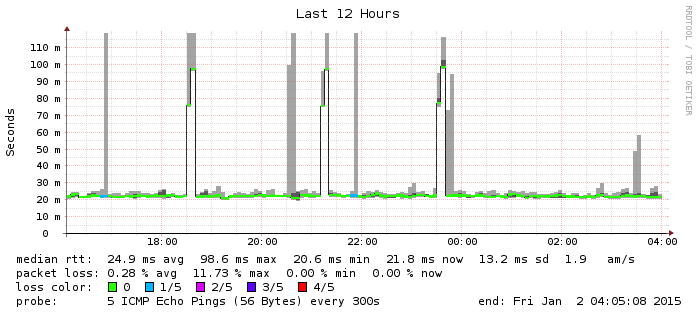 Last 12 Hours
RRDTOOL / TOBI OETIKER
Seconds
110 m
100 m
90 m
80 m
70 m
60 m
50 m
40 m
30 m
20 m
10 m
0
18:00 20:00 22:00 00:00 02:00 04:00
median rtt: 24.9 ms avg 98.6 ms max 20.6 ms min 21.8 ms now 13.2 ms sd 1.9 am/s
packet loss: 0.28 % avg 11.73 % max 0.00 % min 0.00 % now
loss color: 0 1/5 2/5 3/5 4/5
probe: 5 ICMP Echo Pings (56 Bytes) every 300s end: Fri Jan 2 04:05:08 2015